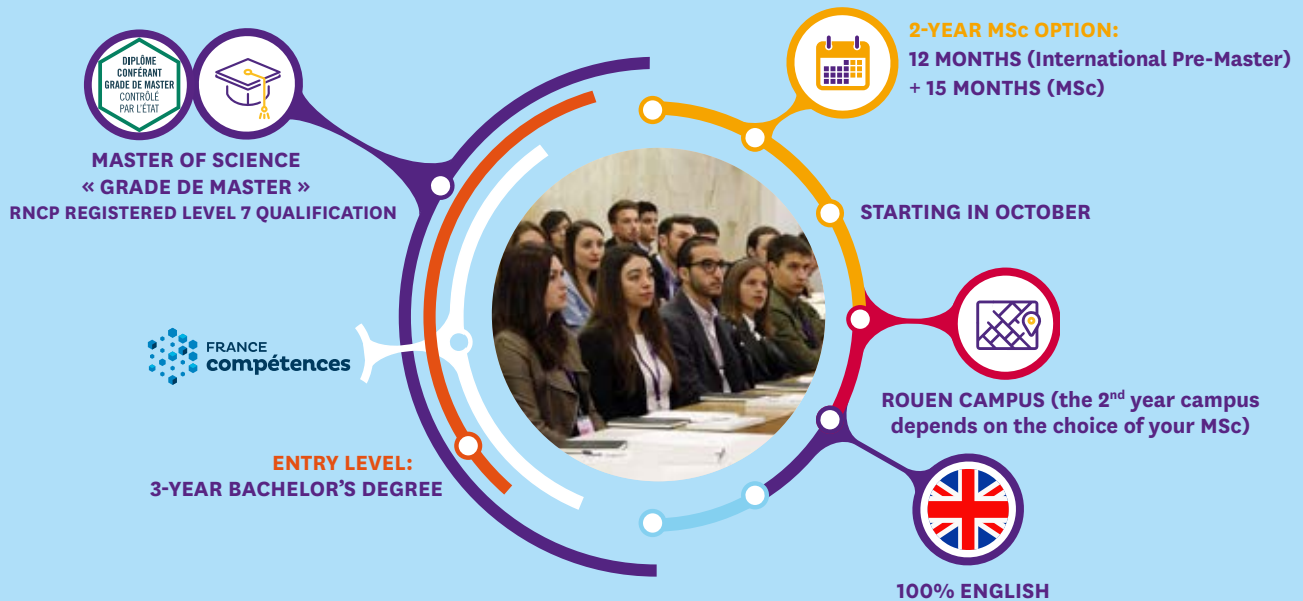 DIPLÔME
CONFÉRANT
GRADE DE MASTER
CONTRÔLÉ
PAR L'ÉTAT
MASTER OF SCIENCE
« GRADE DE MASTER »
RNCP REGISTERED LEVEL 7 QUALIFICATION
FRANCE
compétences
ENTRY LEVEL:
3-YEAR BACHELOR'S DEGREE
2-YEAR MSc OPTION:
12 MONTHS (International Pre-Master)
+ 15 MONTHS (MSc)
STARTING IN OCTOBER
ROUEN CAMPUS (the 2nd year campus
depends on the choice of your MSc)
100% ENGLISH